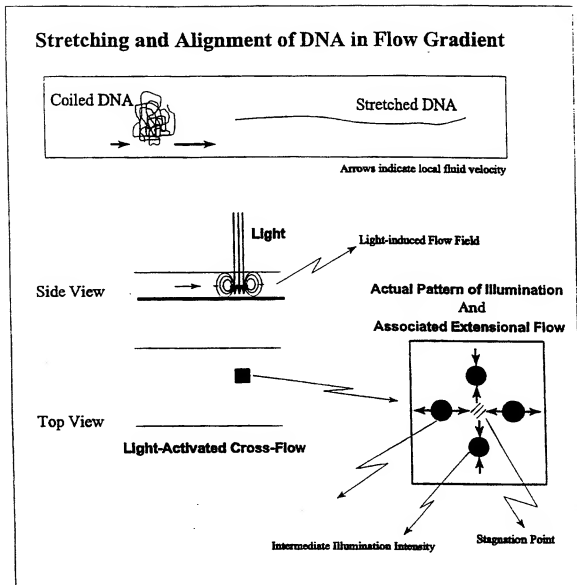 Stretching and Alignment of DNA in Flow Gradient
Coiled DNA
Stretched DNA
Arrows indicate local fluid velocity
Light
Light-induced Flow Field
Side View
Actual Pattern of Illumination
And
Associated Extensional Flow
Top View
Light-Activated Cross-Flow
Intermediate Illumination Intensity
Stagnation Point